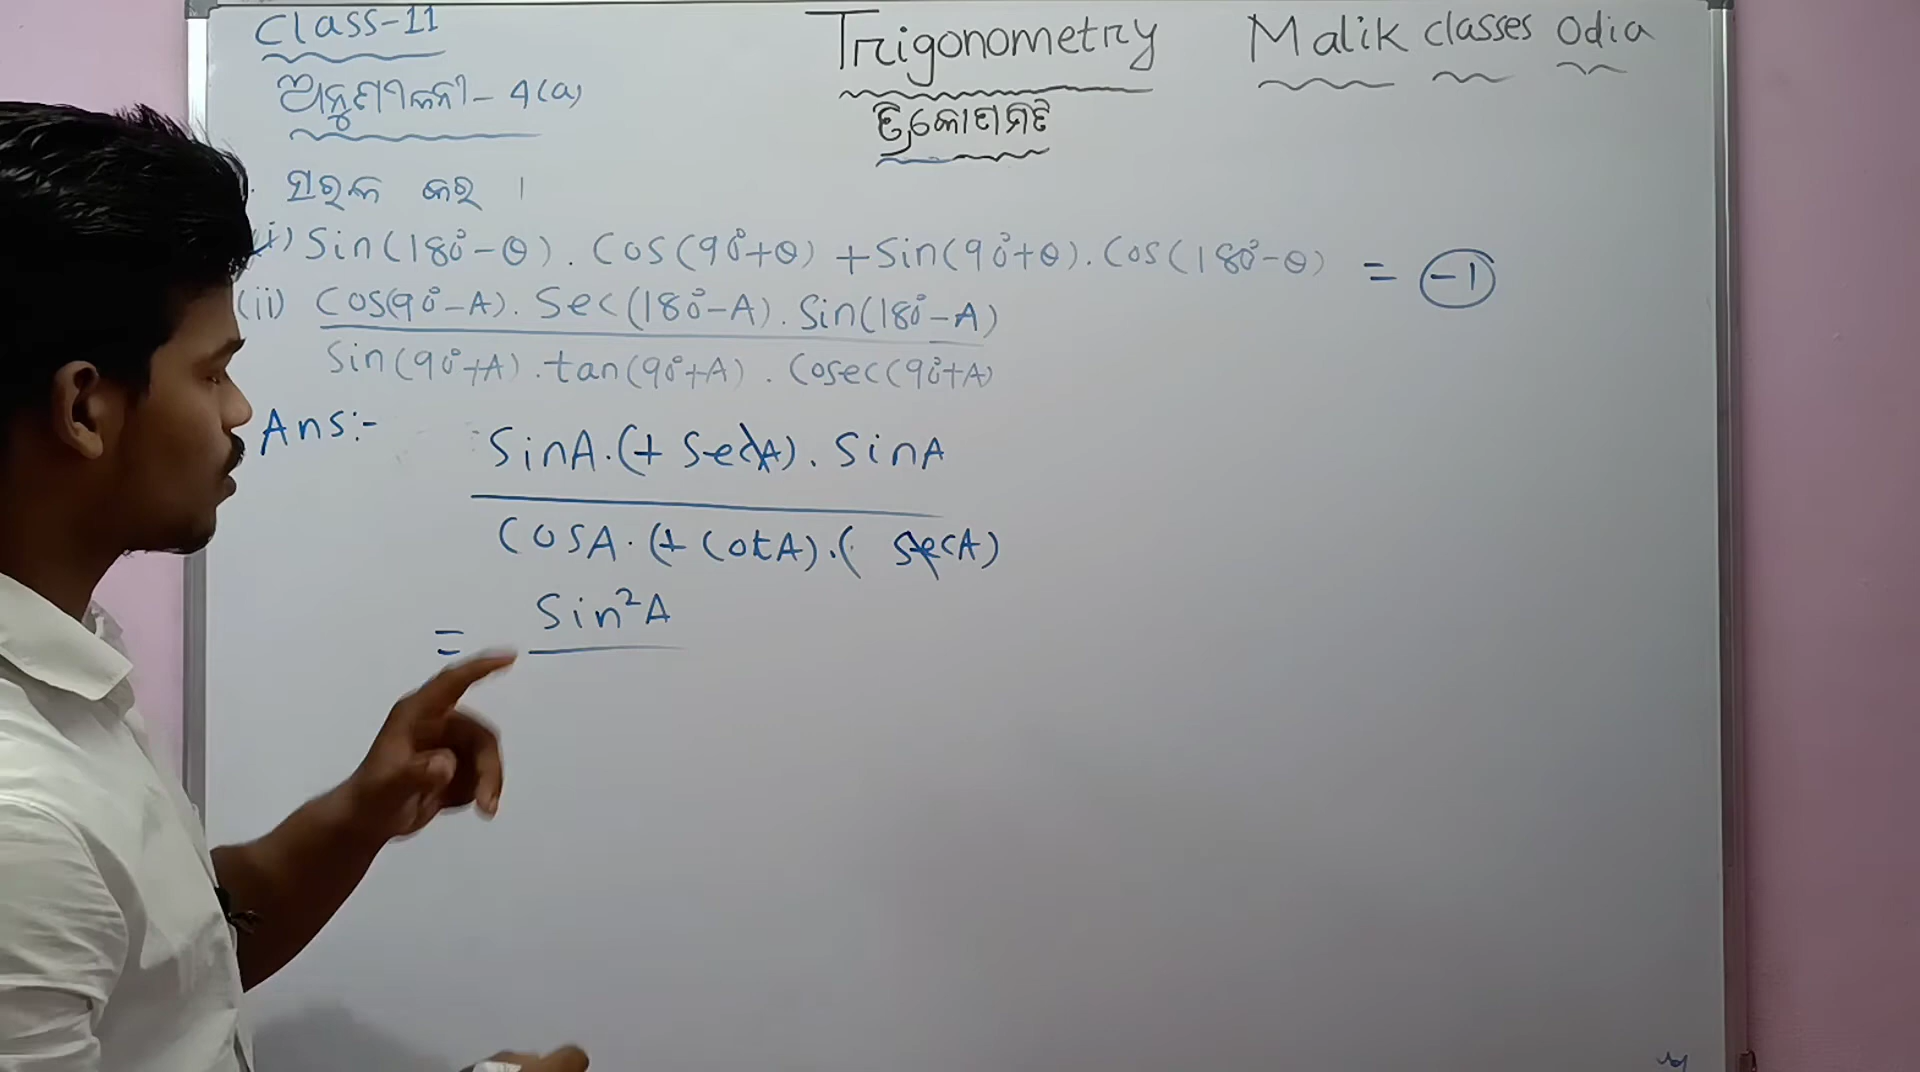 Class-11
Trigonometry
Malik classes Odia
ଅନୁଶୀଳନୀ - 4(a)
ତ୍ରିକୋଣମିତି
ସରଳ କର ।
(i) Sin(180°-θ). Cos(90°+θ) + Sin(90°+θ). Cos(180°-θ) = -1
(ii) Cos(90°-A). Sec(180°-A). Sin(180°-A)
Sin(90°+A). tan(90°+A). Cosec(90°+A)
Ans:-
SinA.(+ SecA). SinA
COSA.(+ CotA).( SecA)
= Sin²A